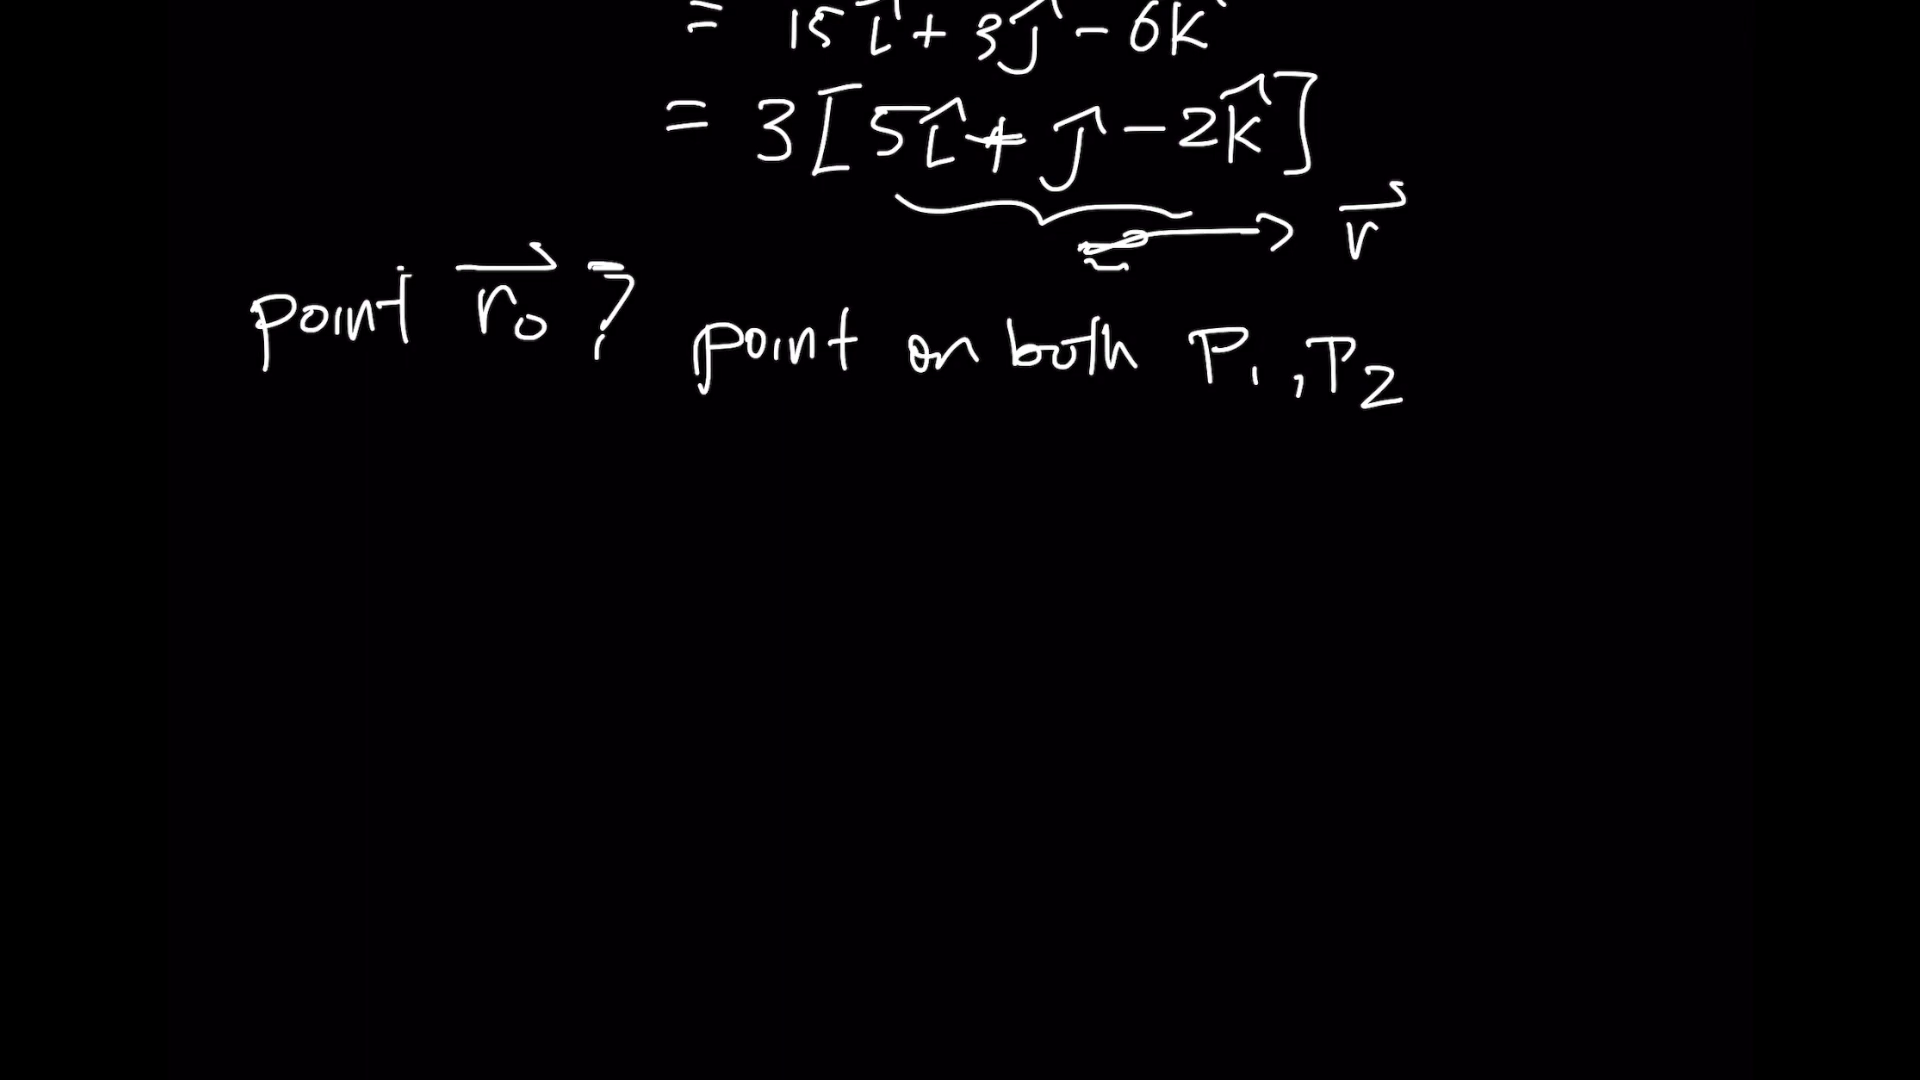 = 15î + 3ĵ - 6k̂
= 3[5î + ĵ - 2k̂]
→ r⃗
point r⃗₀ ? point on both P₁, P₂